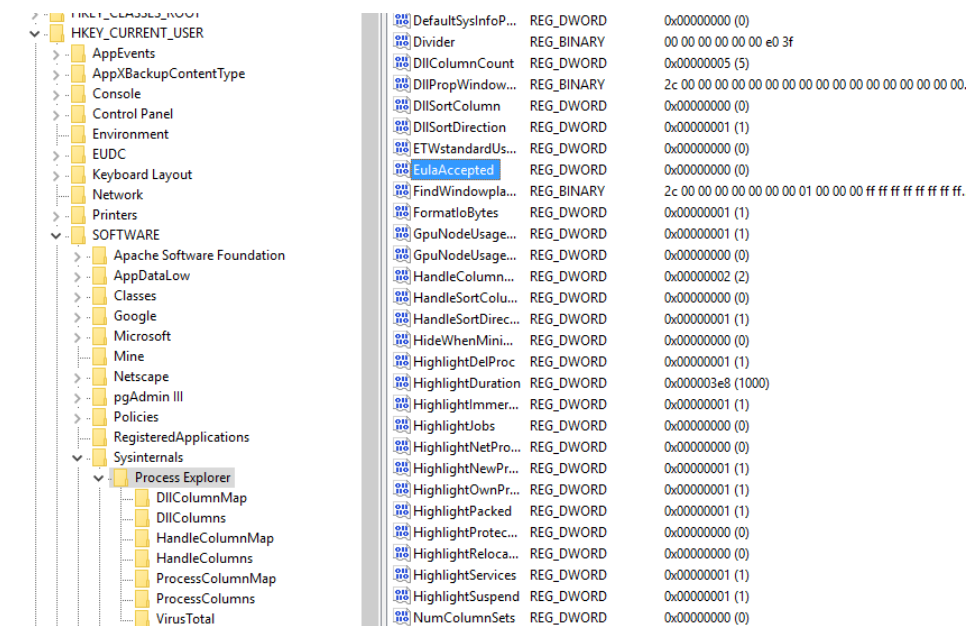 HKEY_CLASSES_ROOT
HKEY_CURRENT_USER
AppEvents
AppXBackupContentType
Console
Control Panel
Environment
EUDC
Keyboard Layout
Network
Printers
SOFTWARE
Apache Software Foundation
AppDataLow
Classes
Google
Microsoft
Mine
Netscape
pgAdmin III
Policies
RegisteredApplications
Sysinternals
Process Explorer
DllColumnMap
DllColumns
HandleColumnMap
HandleColumns
ProcessColumnMap
ProcessColumns
VirusTotal
DefaultSysInfoP... REG_DWORD 0x00000000 (0)
Divider REG_BINARY 00 00 00 00 00 00 e0 3f
DllColumnCount REG_DWORD 0x00000005 (5)
DllPropWindow... REG_BINARY 2c 00 00 00 00 00 00 00 00 00 00 00 00 00 00 00 00.
DllSortColumn REG_DWORD 0x00000000 (0)
DllSortDirection REG_DWORD 0x00000001 (1)
ETWstandardUs... REG_DWORD 0x00000000 (0)
EulaAccepted REG_DWORD 0x00000000 (0)
FindWindowpla... REG_BINARY 2c 00 00 00 00 00 00 00 01 00 00 00 ff ff ff ff ff ff ff ff.
FormatIoBytes REG_DWORD 0x00000001 (1)
GpuNodeUsage... REG_DWORD 0x00000001 (1)
GpuNodeUsage... REG_DWORD 0x00000000 (0)
HandleColumn... REG_DWORD 0x00000002 (2)
HandleSortColu... REG_DWORD 0x00000000 (0)
HandleSortDirec... REG_DWORD 0x00000001 (1)
HideWhenMini... REG_DWORD 0x00000000 (0)
HighlightDelProc REG_DWORD 0x00000001 (1)
HighlightDuration REG_DWORD 0x000003e8 (1000)
HighlightImmer... REG_DWORD 0x00000001 (1)
HighlightJobs REG_DWORD 0x00000000 (0)
HighlightNetPro... REG_DWORD 0x00000000 (0)
HighlightNewPr... REG_DWORD 0x00000001 (1)
HighlightOwnPr... REG_DWORD 0x00000001 (1)
HighlightPacked REG_DWORD 0x00000001 (1)
HighlightProtec... REG_DWORD 0x00000000 (0)
HighlightReloca... REG_DWORD 0x00000000 (0)
HighlightServices REG_DWORD 0x00000001 (1)
HighlightSuspend REG_DWORD 0x00000001 (1)
NumColumnSets REG_DWORD 0x00000000 (0)